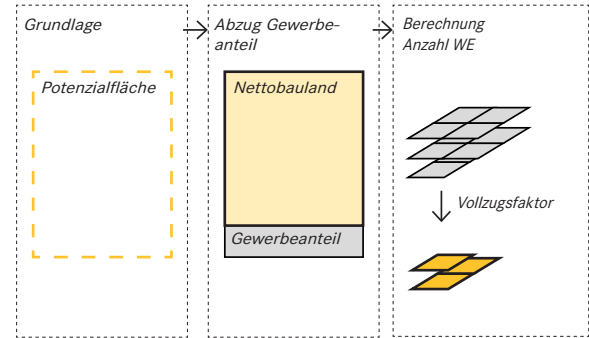 Grundlage
Potenzialfläche
Abzug Gewerbe-
anteil
Nettobauland
Gewerbeanteil
Berechnung
Anzahl WE
Vollzugsfaktor